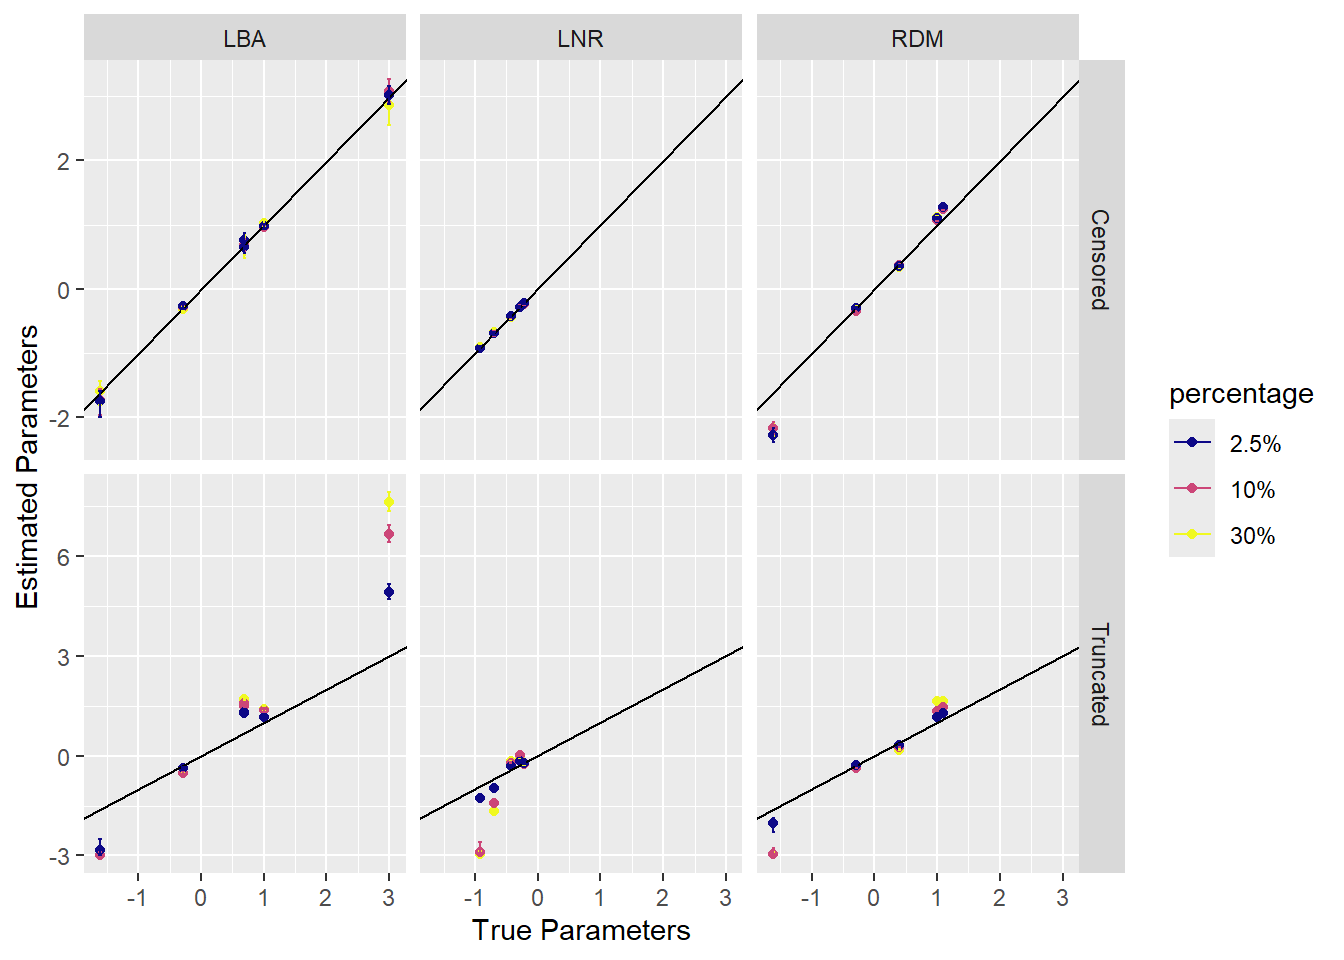 LBA LNR RDM
Estimated Parameters
2
0
-2
Censored
6
3
0
-3
Truncated
-1 0 1 2 3 -1 0 1 2 3 -1 0 1 2 3
True Parameters
percentage
2.5%
10%
30%